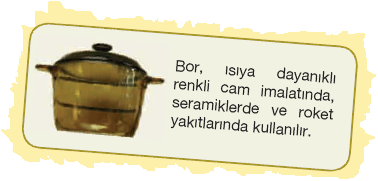 Bor, ısıya dayanıklı
renkli cam imalatında,
seramiklerde ve roket
yakıtlarında kullanılır.